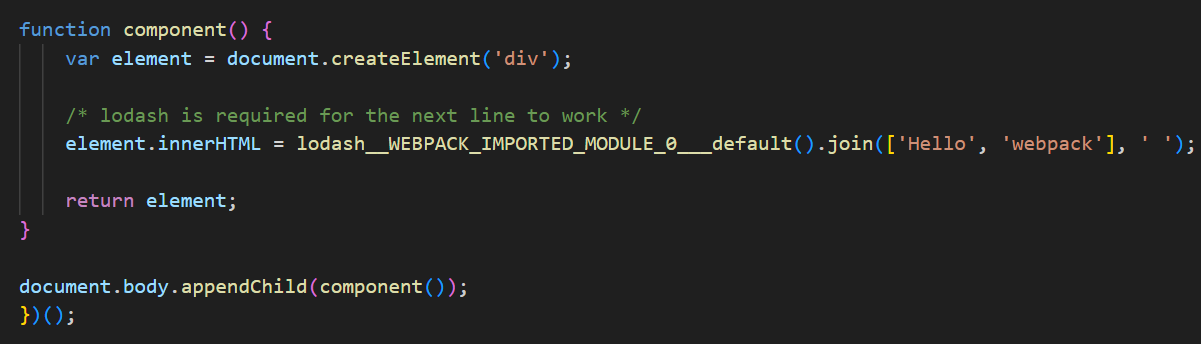 function component() {
var element = document.createElement('div');
/* lodash is required for the next line to work */
element.innerHTML = lodash__WEBPACK_IMPORTED_MODULE_0___default().join(['Hello', 'webpack'], ' ');
return element;
}
document.body.appendChild(component());
})();